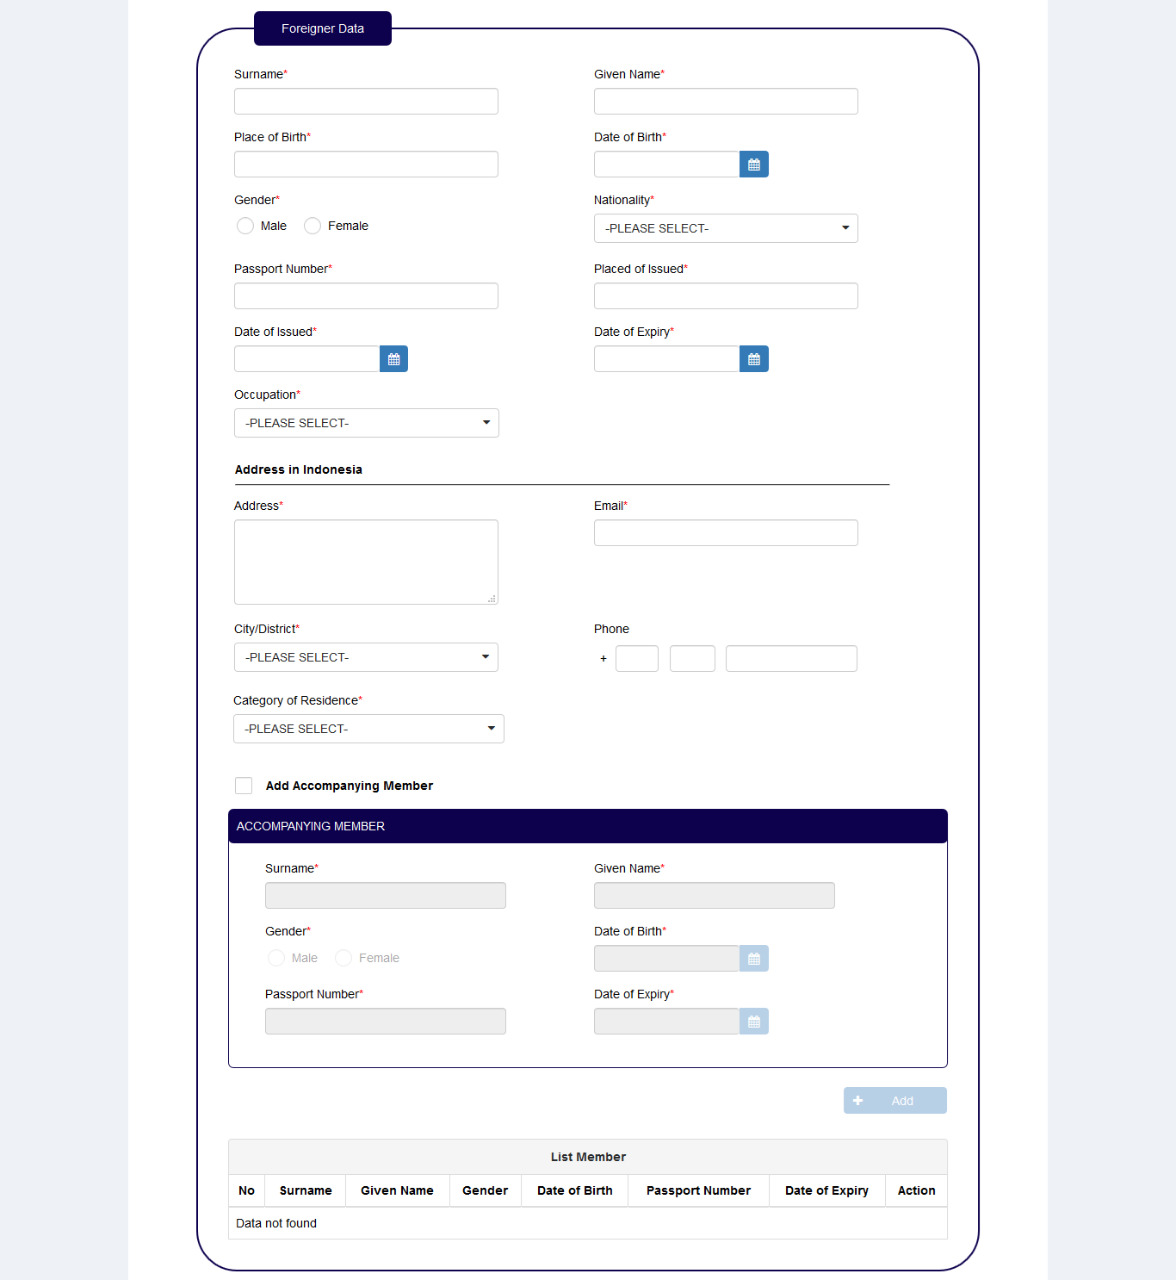 Foreigner Data
Surname* Given Name*
Place of Birth* Date of Birth*
Gender* Nationality*
Male Female -PLEASE SELECT-
Passport Number* Placed of Issued*
Date of Issued* Date of Expiry*
Occupation*
-PLEASE SELECT-
Address in Indonesia
Address* Email*
City/District* Phone
-PLEASE SELECT- +
Category of Residence*
-PLEASE SELECT-
Add Accompanying Member
ACCOMPANYING MEMBER
Surname* Given Name*
Gender* Date of Birth*
Male Female
Passport Number* Date of Expiry*
Add
List Member
No Surname Given Name Gender Date of Birth Passport Number Date of Expiry Action
Data not found